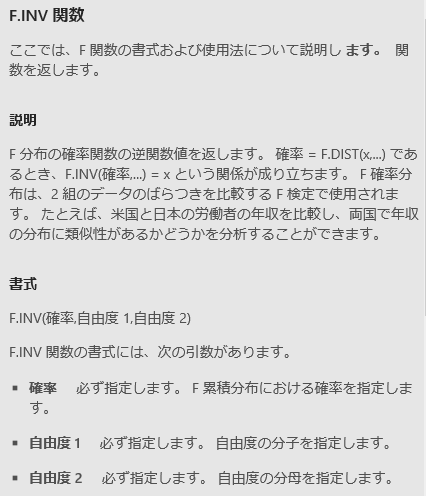 F.INV 関数
ここでは、F 関数の書式および使用法について説明し ます。 関
数を返します。
説明
F 分布の確率関数の逆関数値を返します。 確率 = F.DIST(x,...) であ
るとき、F.INV(確率,...) = x という関係が成り立ちます。 F 確率分
布は、2 組のデータのばらつきを比較する F 検定で使用されま
す。 たとえば、米国と日本の労働者の年収を比較し、両国で年収
の分布に類似性があるかどうかを分析することができます。
書式
F.INV(確率,自由度 1,自由度 2)
F.INV 関数の書式には、次の引数があります。
▪ 確率 必ず指定します。 F 累積分布における確率を指定しま
す。
▪ 自由度 1 必ず指定します。 自由度の分子を指定します。
▪ 自由度 2 必ず指定します。 自由度の分母を指定します。